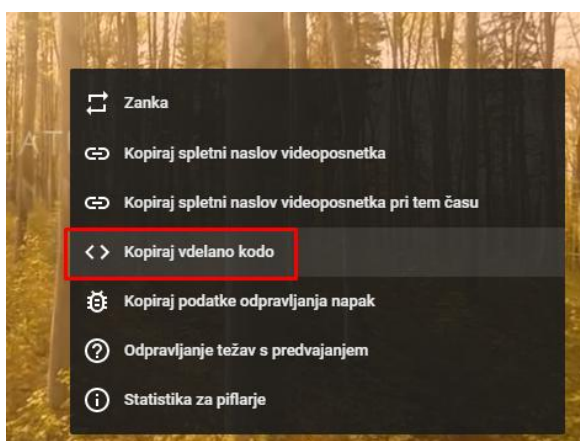 Zanka
Kopiraj spletni naslov videoposnetka
Kopiraj spletni naslov videoposnetka pri tem času
Kopiraj vdelano kodo
Kopiraj podatke odpravljanja napak
Odpravljanje težav s predvajanjem
Statistika za piflarje